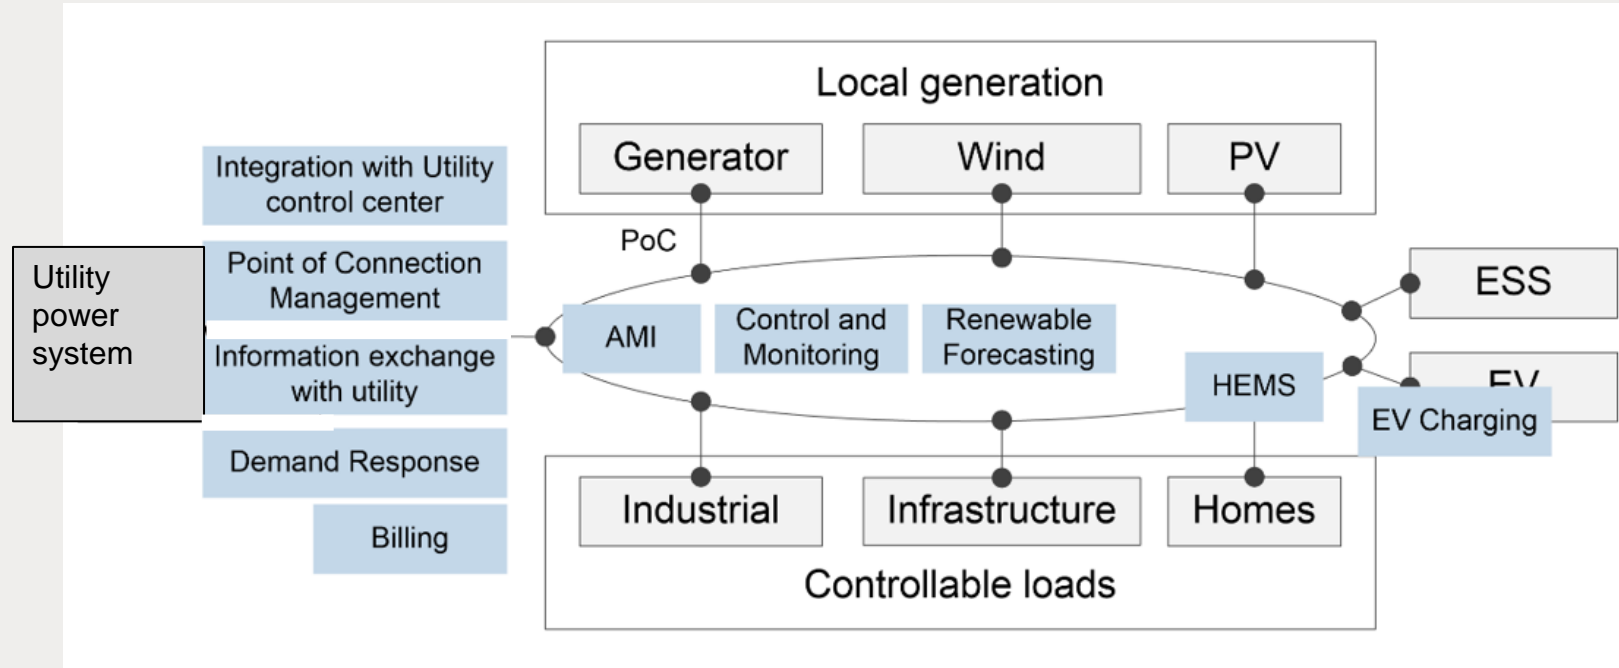 Local generation
Generator
Wind
PV
Integration with Utility
control center
PoC
Point of Connection
Management
Utility
power
system
ESS
AMI
Control and
Monitoring
Renewable
Forecasting
Information exchange
with utility
HEMS
EV
EV Charging
Demand Response
Industrial
Infrastructure
Homes
Billing
Controllable loads